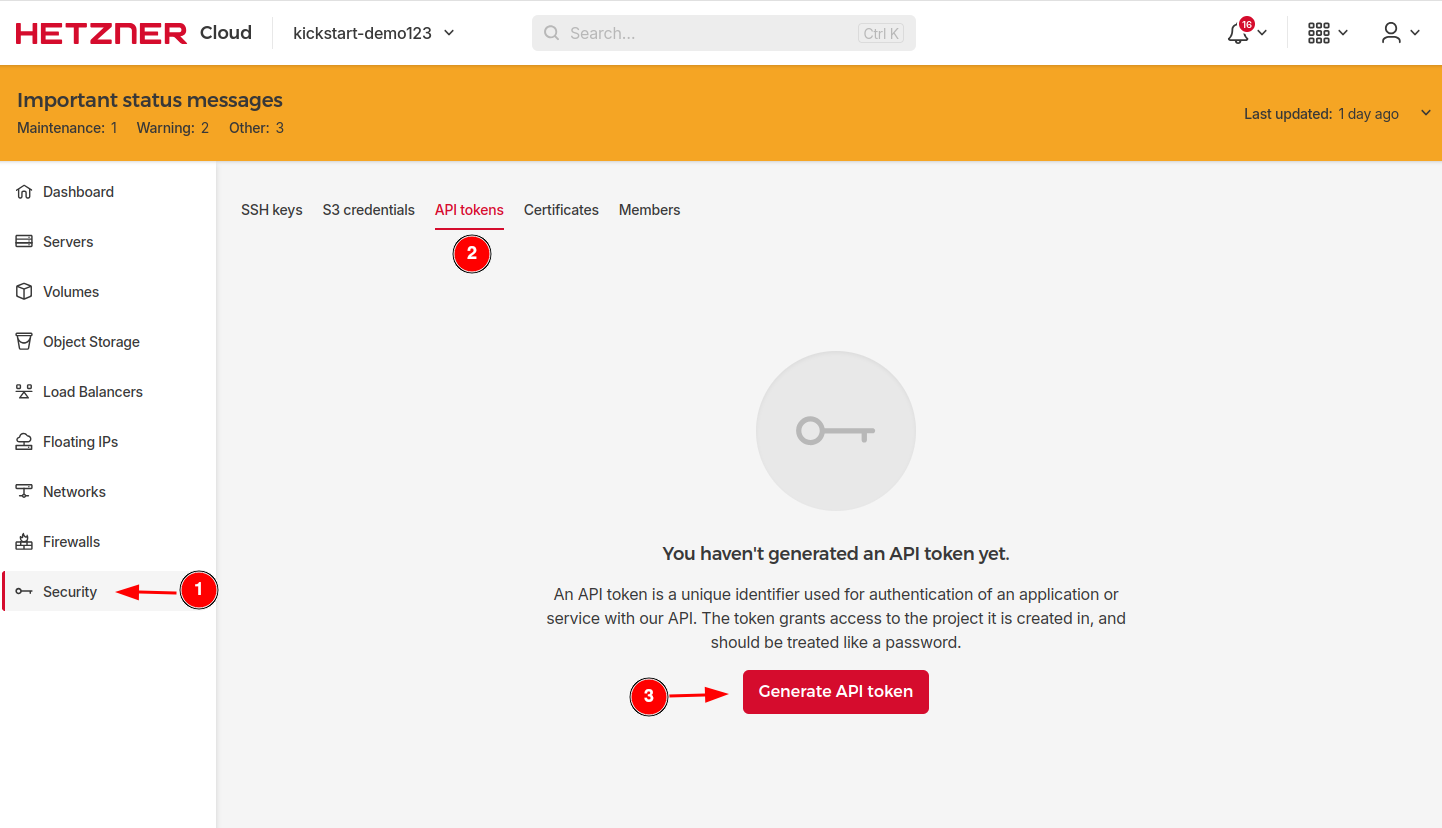 HETZNER Cloud kickstart-demo123 Search... Ctrl K 16
Important status messages
Maintenance: 1 Warning: 2 Other: 3
Last updated: 1 day ago
Dashboard
Servers
Volumes
Object Storage
Load Balancers
Floating IPs
Networks
Firewalls
Security
1
SSH keys S3 credentials API tokens Certificates Members
2
You haven't generated an API token yet.
An API token is a unique identifier used for authentication of an application or
service with our API. The token grants access to the project it is created in, and
should be treated like a password.
3 Generate API token